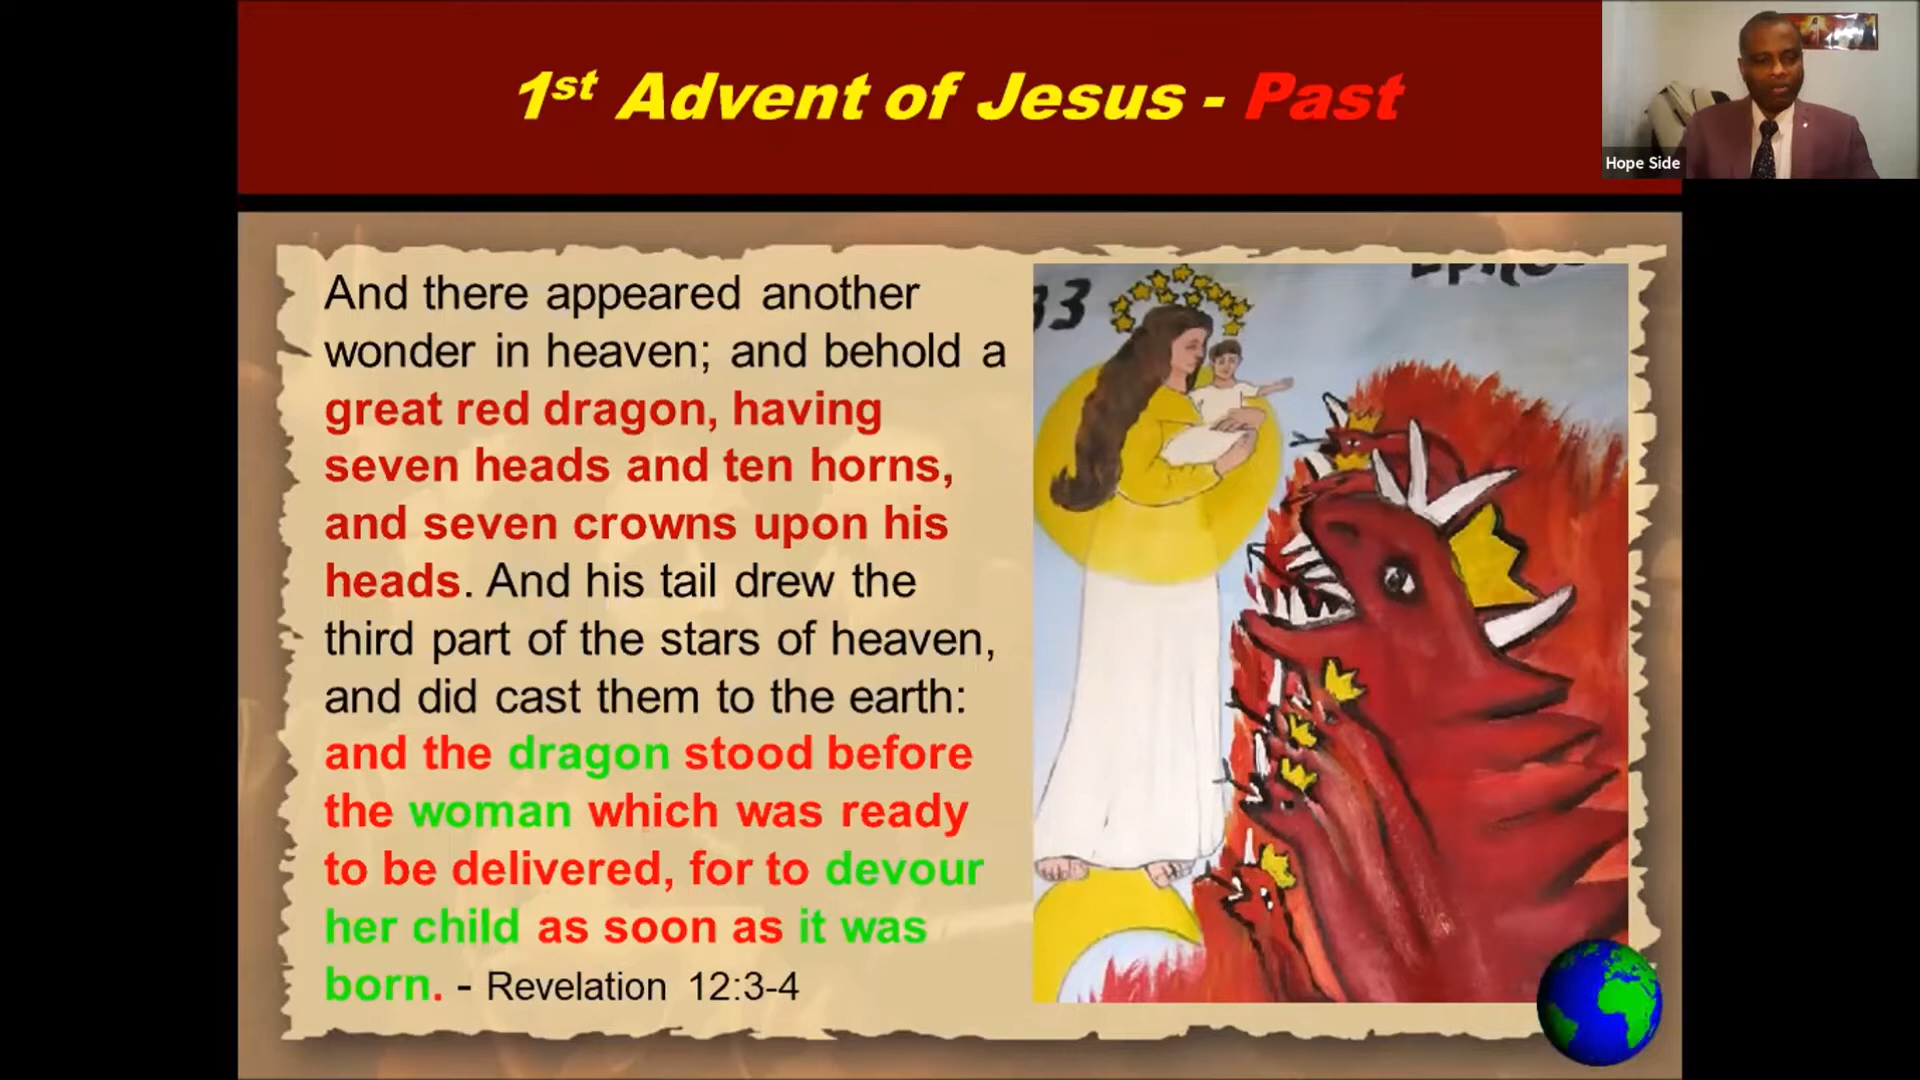 1st Advent of Jesus - Past
Hope Side
And there appeared another
wonder in heaven; and behold a
great red dragon, having
seven heads and ten horns,
and seven crowns upon his
heads. And his tail drew the
third part of the stars of heaven,
and did cast them to the earth:
and the dragon stood before
the woman which was ready
to be delivered, for to devour
her child as soon as it was
born. - Revelation 12:3-4
33